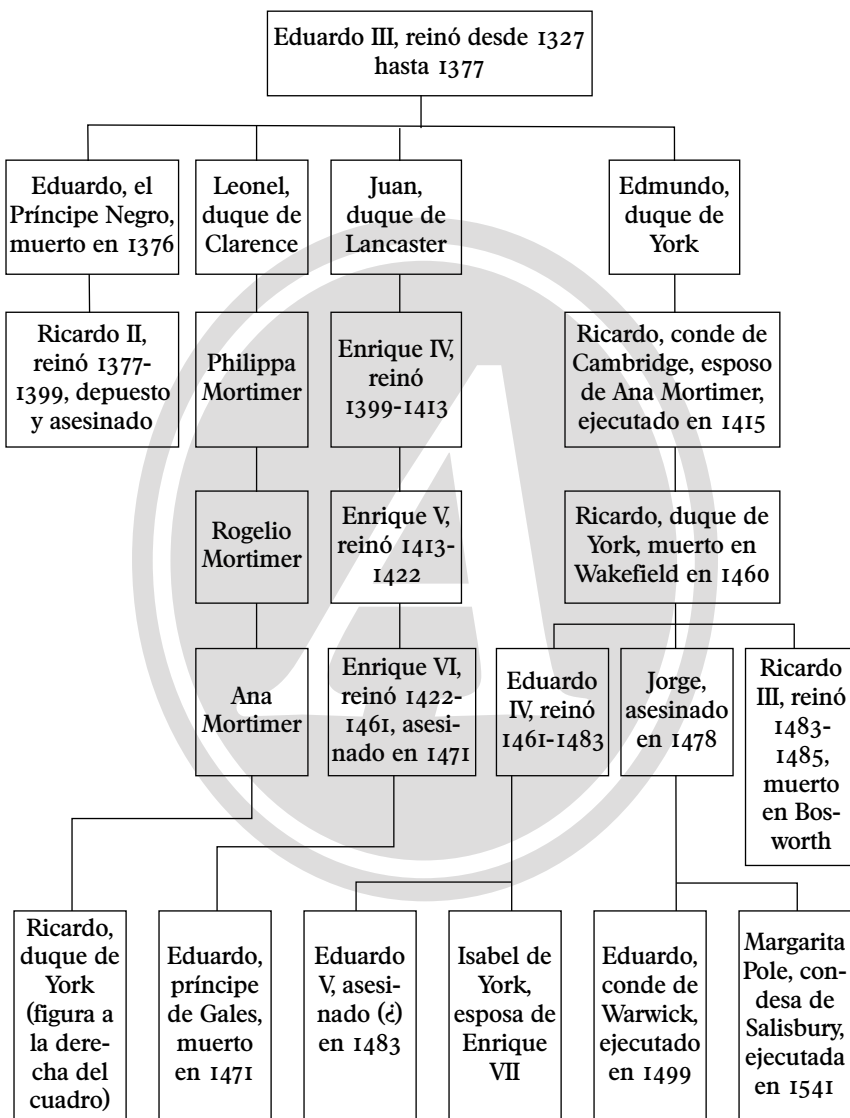 Eduardo III, reinó desde 1327
hasta 1377
Eduardo, el
Príncipe Negro,
muerto en 1376
Leonel,
duque de
Clarence
Juan,
duque de
Lancaster
Edmundo,
duque de
York
Ricardo II,
reinó 1377-
1399, depuesto
y asesinado
Philippa
Mortimer
Enrique IV,
reinó
1399-1413
Ricardo, conde de
Cambridge, esposo
de Ana Mortimer,
ejecutado en 1415
Rogelio
Mortimer
Enrique V,
reinó 1413-
1422
Ricardo, duque de
York, muerto en
Wakefield en 1460
Ana
Mortimer
Enrique VI,
reinó 1422-
1461, asesi-
nado en 1471
Eduardo
IV, reinó
1461-1483
Jorge,
asesinado
en 1478
Ricardo
III, reinó
1483-
1485,
muerto
en Bos-
worth
Ricardo,
duque de
York
(figura a
la dere-
cha del
cuadro)
Eduardo,
príncipe
de Gales,
muerto
en 1471
Eduardo
V, asesi-
nado (¿)
en 1483
Isabel de
York,
esposa de
Enrique
VII
Eduardo,
conde de
Warwick,
ejecutado
en 1499
Margarita
Pole, con-
desa de
Salisbury,
ejecutada
en 1541
A